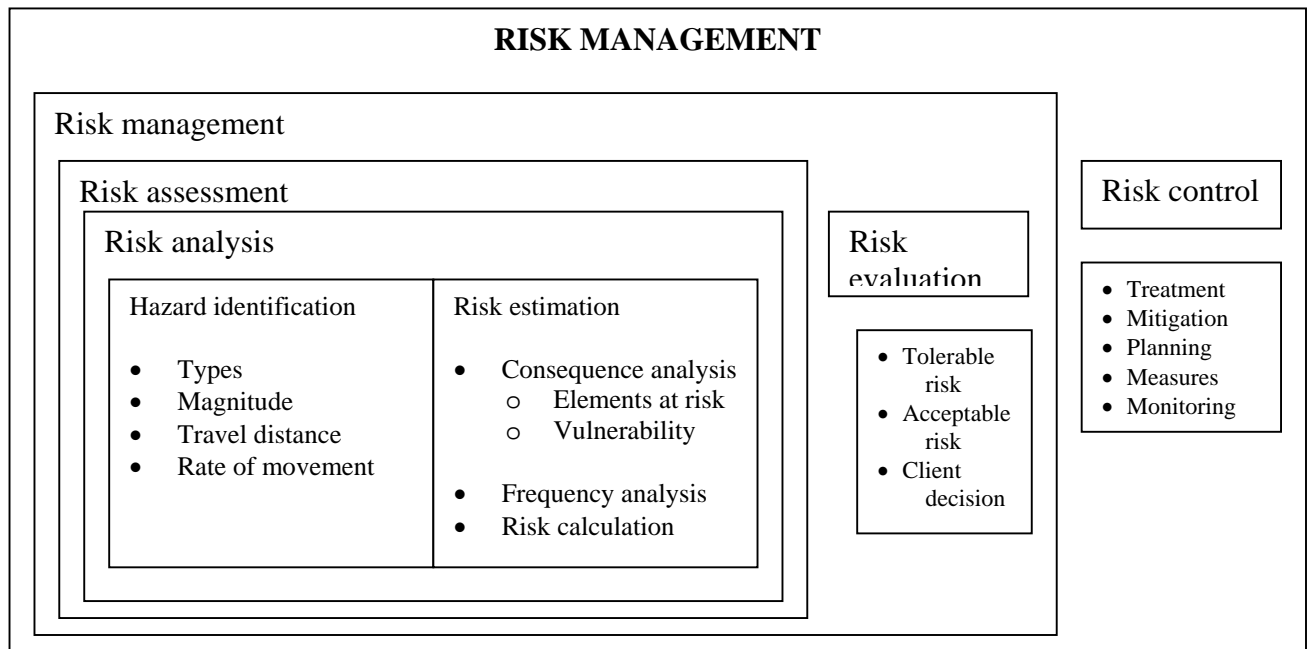 RISK MANAGEMENT
Risk management
Risk assessment
Risk analysis
Hazard identification
• Types
• Magnitude
• Travel distance
• Rate of movement
Risk estimation
• Consequence analysis
o Elements at risk
o Vulnerability
• Frequency analysis
• Risk calculation
Risk
evaluation
• Tolerable
risk
• Acceptable
risk
• Client
decision
Risk control
• Treatment
• Mitigation
• Planning
• Measures
• Monitoring